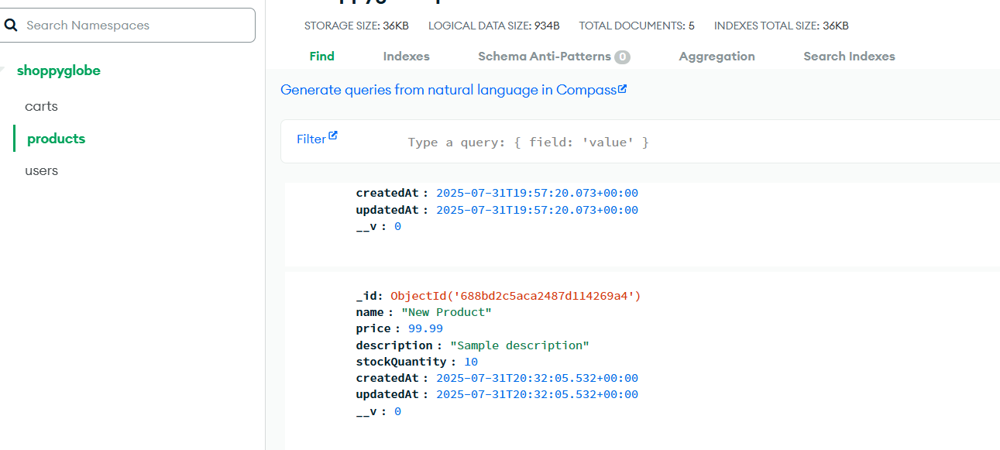 Search Namespaces
shoppyglobe
carts
products
users
STORAGE SIZE: 36KB LOGICAL DATA SIZE: 934B TOTAL DOCUMENTS: 5 INDEXES TOTAL SIZE: 36KB
Find Indexes Schema Anti-Patterns 0 Aggregation Search Indexes
Generate queries from natural language in Compass
Filter Type a query: { field: 'value' }
createdAt : 2025-07-31T19:57:20.073+00:00
updatedAt : 2025-07-31T19:57:20.073+00:00
__v : 0
_id: ObjectId('688bd2c5aca2487d114269a4')
name : "New Product"
price : 99.99
description : "Sample description"
stockQuantity : 10
createdAt : 2025-07-31T20:32:05.532+00:00
updatedAt : 2025-07-31T20:32:05.532+00:00
__v : 0